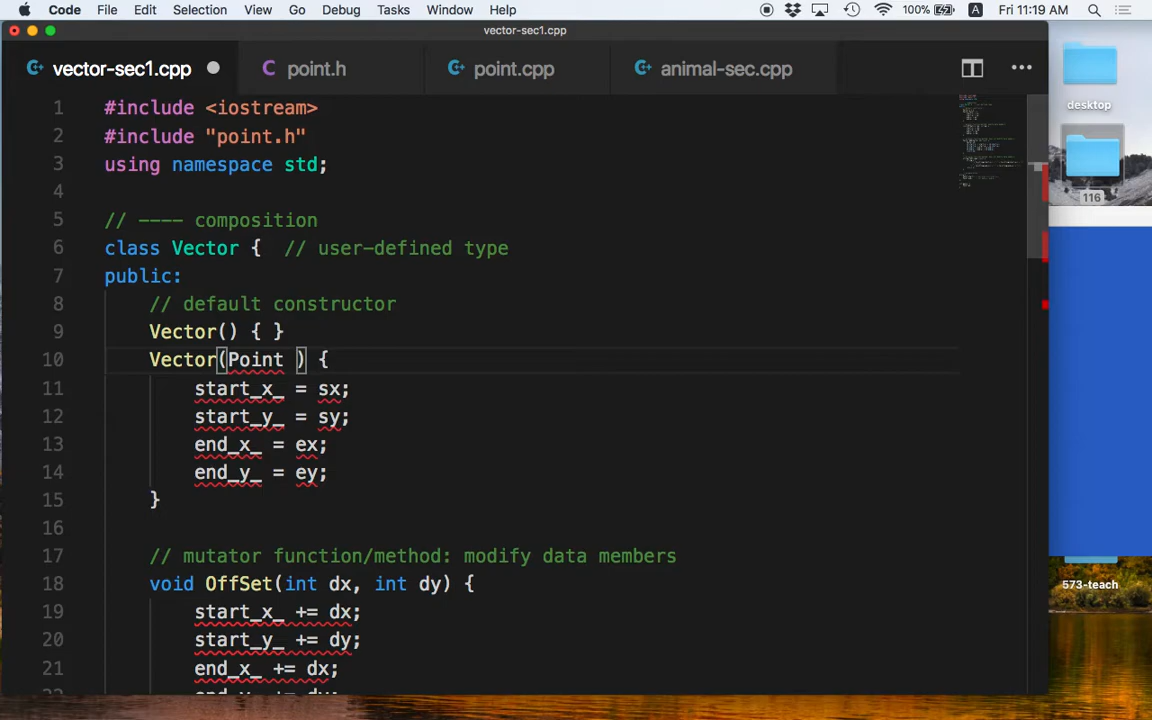 Code File Edit Selection View Go Debug Tasks Window Help 100% A Fri 11:19 AM
vector-sec1.cpp
vector-sec1.cpp point.h point.cpp animal-sec.cpp
desktop
116
573-teach
1 #include <iostream>
2 #include "point.h"
3 using namespace std;
4
5 // ---- composition
6 class Vector { // user-defined type
7 public:
8 // default constructor
9 Vector() { }
10 Vector(Point ) {
11 start_x_ = sx;
12 start_y_ = sy;
13 end_x_ = ex;
14 end_y_ = ey;
15 }
16
17 // mutator function/method: modify data members
18 void OffSet(int dx, int dy) {
19 start_x_ += dx;
20 start_y_ += dy;
21 end_x_ += dx;